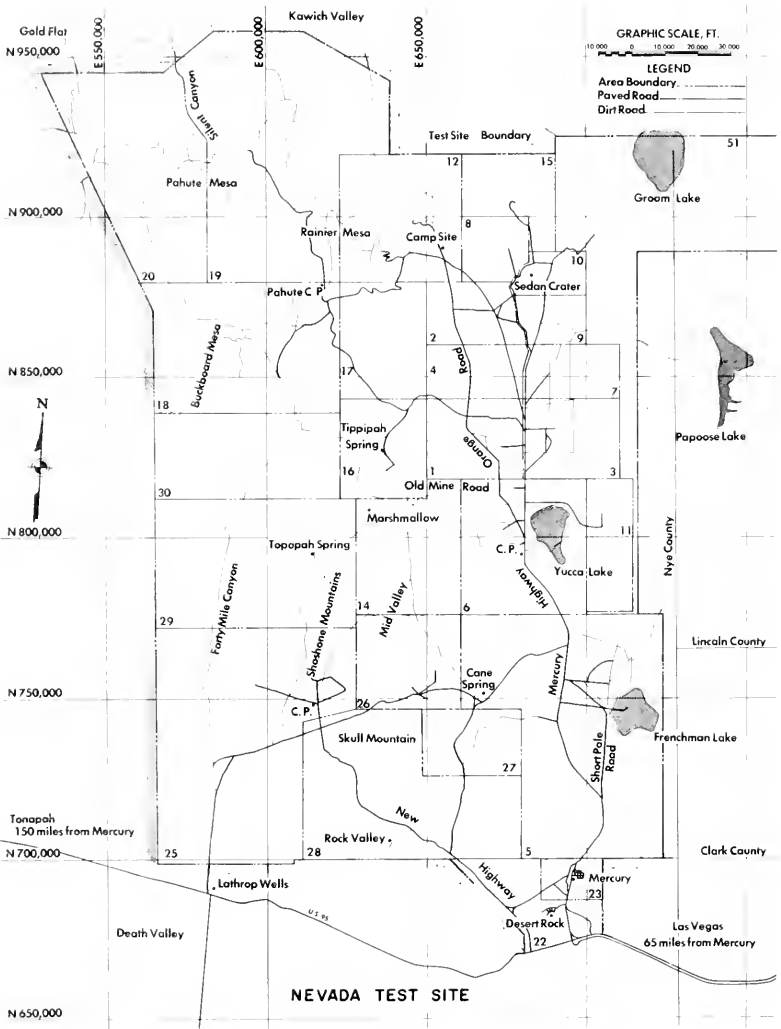 Kawich Valley
Gold Flat
N 950,000
E 550,000
E 600,000
E 650,000
GRAPHIC SCALE, FT.
10 000 0 10 000 20 000 30 000
LEGEND
Area Boundary
Paved Road
Dirt Road
Silent Canyon
Test Site Boundary
51
12
15
Pahute Mesa
Groom Lake
N 900,000
Rainier Mesa
8
Camp Site
10
20
19
Pahute C P
Sedan Crater
Buckboard Mesa
2
9
Road
N 850,000
17
4
7
18
N
Papoose Lake
Tippipah
Spring
Orange
16
1
3
Old Mine Road
30
Marshmallow
11
N 800,000
Topopah Spring
C.P.
Yucca Lake
Nye County
Forty Mile Canyon
Shoshone Mountains
Mid Valley
Highway
29
14
6
Lincoln County
Cane
Spring
Mercury
N 750,000
26
C.P.
Frenchman Lake
Skull Mountain
Short Pole
Road
27
New
Tonapah
150 miles from Mercury
Rock Valley
N 700,000
25
28
5
Clark County
Highway
Lathrop Wells
Mercury
23
U S 95
Desert Rock
Death Valley
22
Las Vegas
65 miles from Mercury
NEVADA TEST SITE
N 650,000